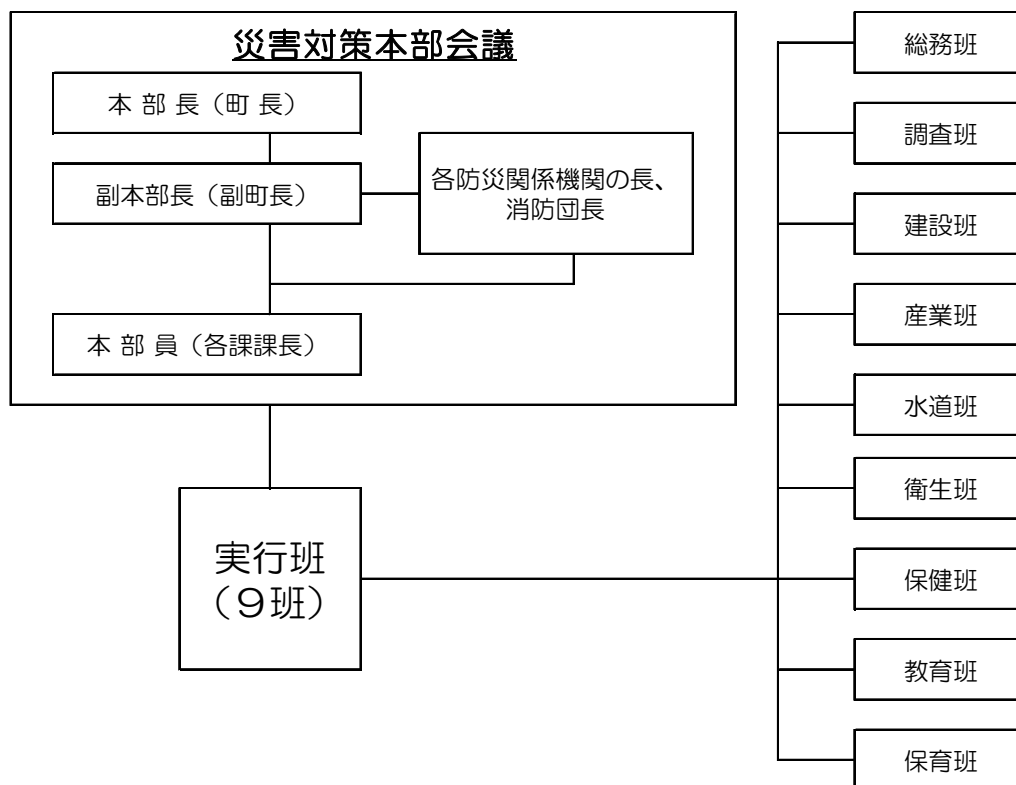 災害対策本部会議
本 部 長（町 長）
副本部長（副町長）
各防災関係機関の長、
消防団長
本 部 員（各課課長）
実行班
（９班）
総務班
調査班
建設班
産業班
水道班
衛生班
保健班
教育班
保育班